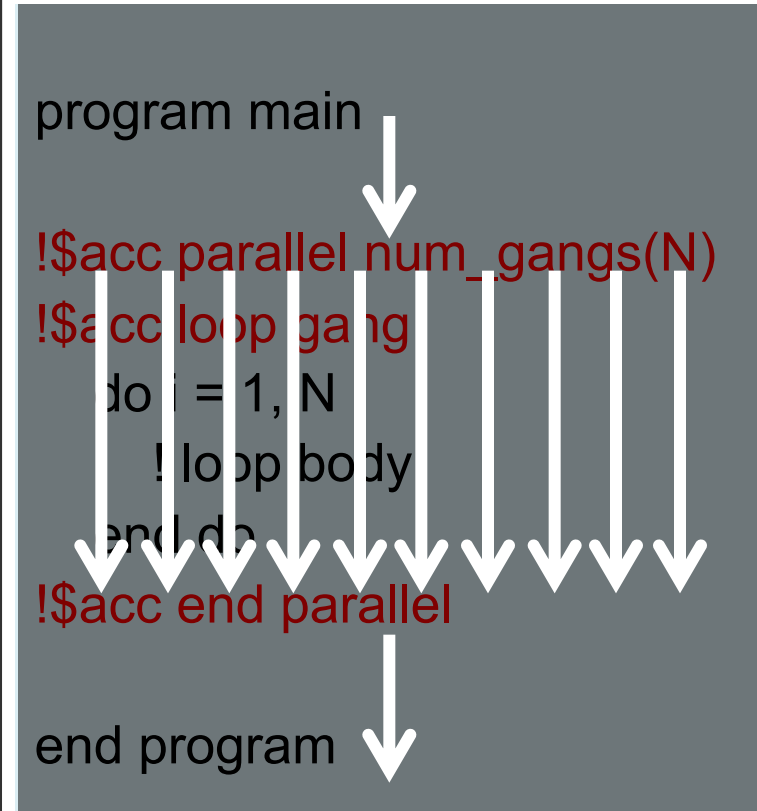 program main
!$acc parallel num_gangs(N)
!$acc loop gang
do i = 1, N
! loop body
end do
!$acc end parallel
end program